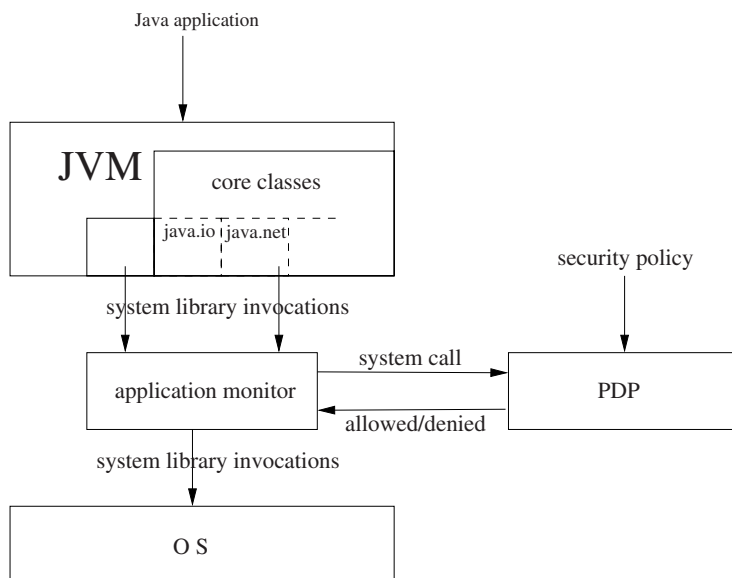 Java application
JVM
core classes
java.io
java.net
security policy
system library invocations
system call
application monitor
PDP
allowed/denied
system library invocations
O S